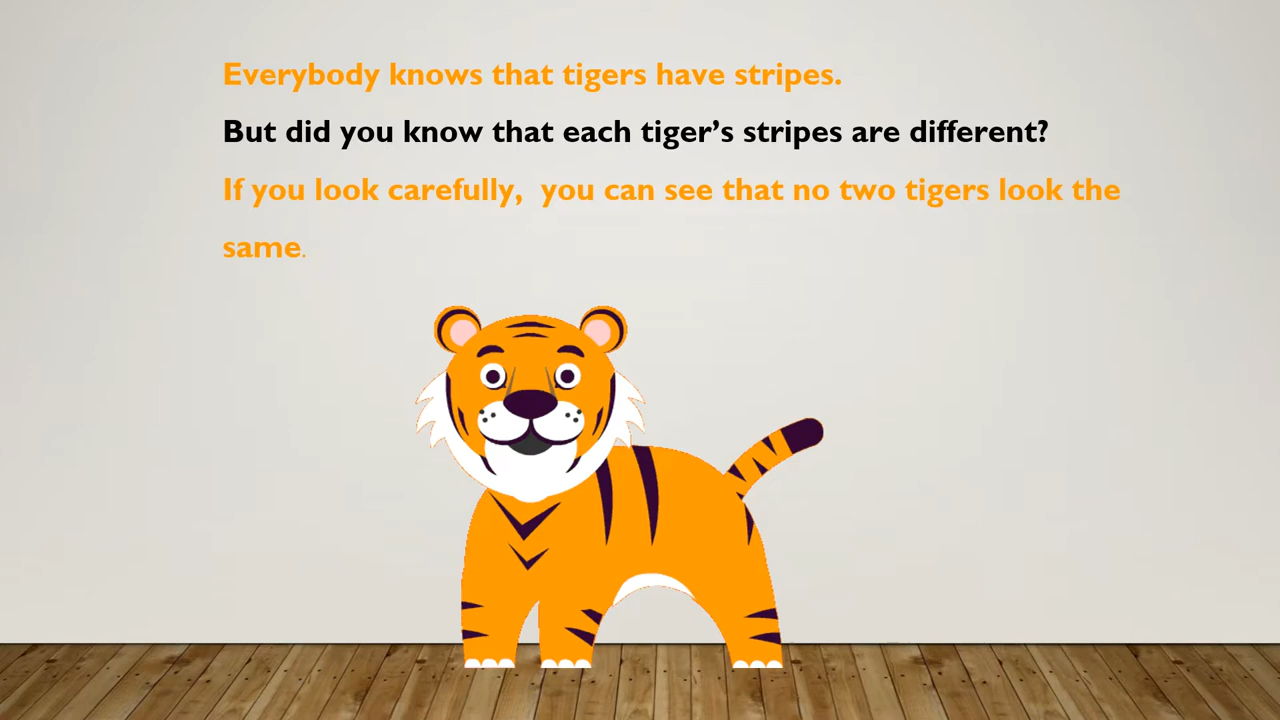 Everybody knows that tigers have stripes.
But did you know that each tiger’s stripes are different?
If you look carefully,  you can see that no two tigers look the
same.